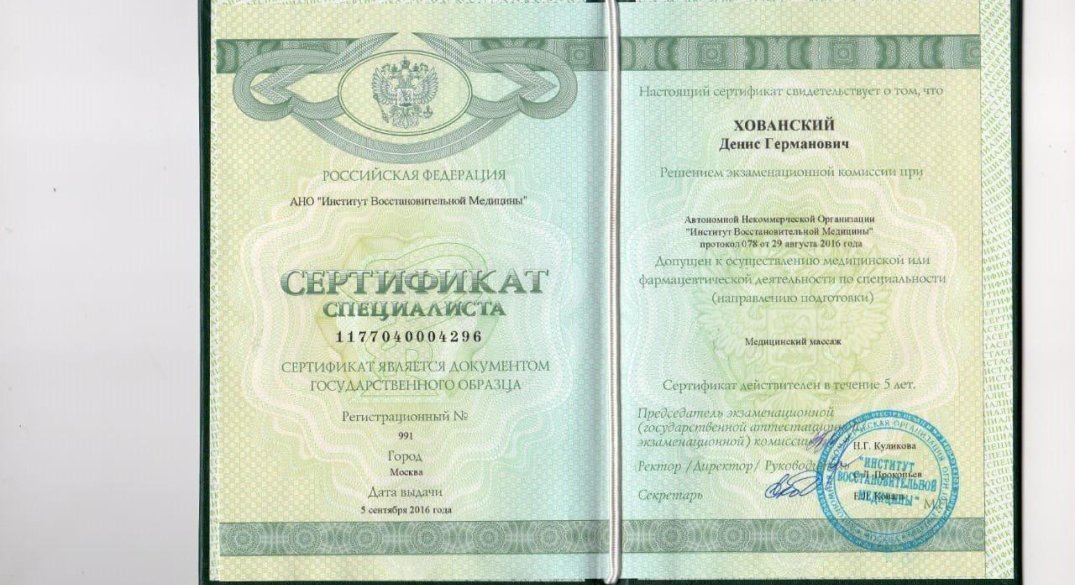 РОССИЙСКАЯ ФЕДЕРАЦИЯ
АНО "Институт Восстановительной Медицины"
СЕРТИФИКАТ
СПЕЦИАЛИСТА
1177040004296
СЕРТИФИКАТ ЯВЛЯЕТСЯ ДОКУМЕНТОМ
ГОСУДАРСТВЕННОГО ОБРАЗЦА
Регистрационный №
991
Город
Москва
Дата выдачи
5 сентября 2016 года
Настоящий сертификат свидетельствует о том, что
ХОВАНСКИЙ
Денис Германович
Решением экзаменационной комиссии при
Автономной Некоммерческой Организации
"Институт Восстановительной Медицины"
протокол 078 от 29 августа 2016 года
Допущен к осуществлению медицинской или
фармацевтической деятельности по специальности
(направлению подготовки)
Медицинский массаж
Сертификат действителен в течение 5 лет.
Председатель экзаменационной
(государственной аттестационной
экзаменационной) комиссии
Н.Г. Куликова
Ректор /Директор/ Руководитель
Прокопьев
Секретарь
Коваль
М.П.
"ИНСТИТУТ
ВОССТАНОВИТЕЛЬНОЙ
МЕДИЦИНЫ"